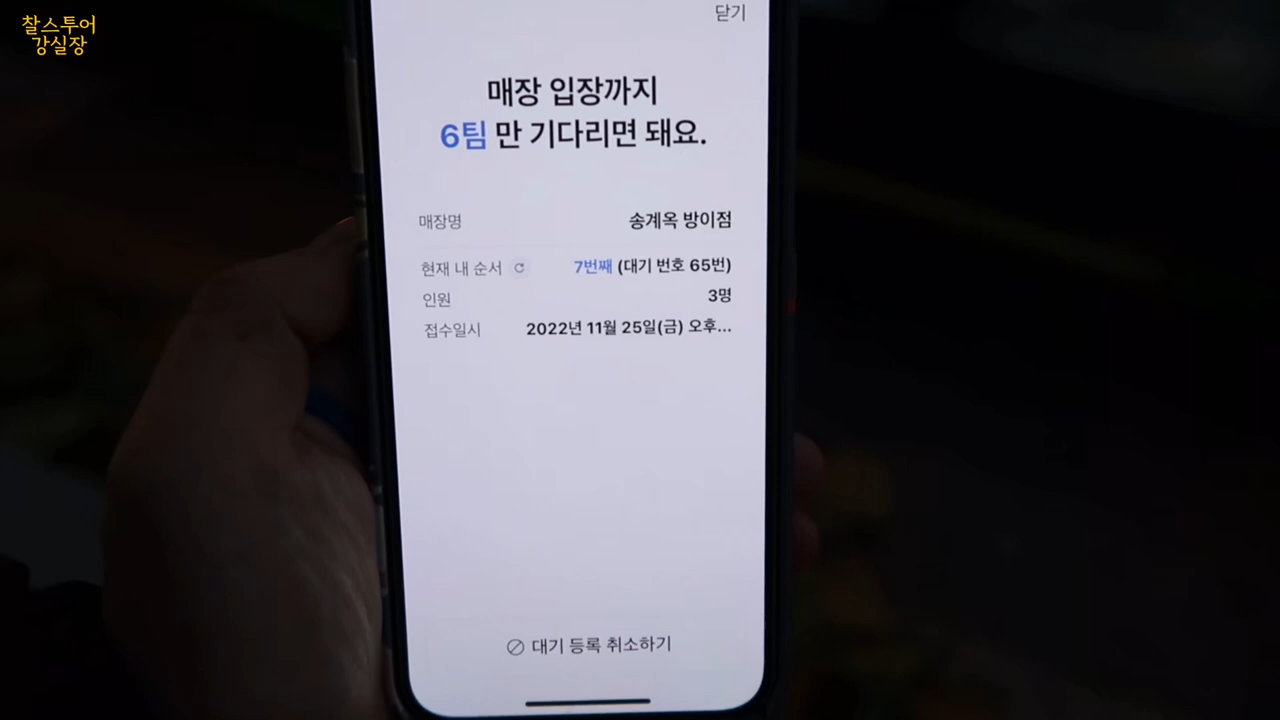 찰스투어
강실장
닫기
매장 입장까지
6팀 만 기다리면 돼요.
매장명 송계옥 방이점
현재 내 순서 7번째 (대기 번호 65번)
인원 3명
접수일시 2022년 11월 25일(금) 오후...
대기 등록 취소하기